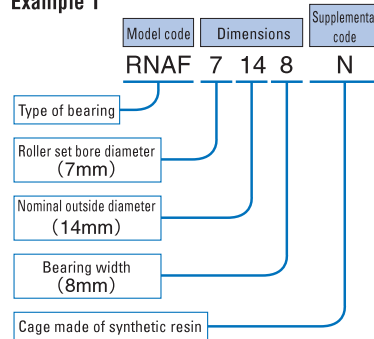 Example 1
Model code Dimensions Supplementa
code
RNAF 7 14 8 N
Type of bearing
Roller set bore diameter
(7mm)
Nominal outside diameter
(14mm)
Bearing width
(8mm)
Cage made of synthetic resin